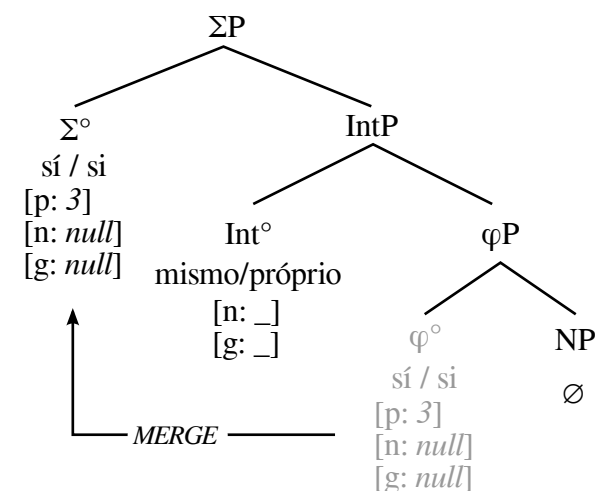 ΣP
Σ°
sí / si
[p: 3]
[n: null]
[g: null]
IntP
Int°
mismo/próprio
[n: _]
[g: _]
φP
φ°
sí / si
[p: 3]
[n: null]
[g: null]
NP
∅
MERGE